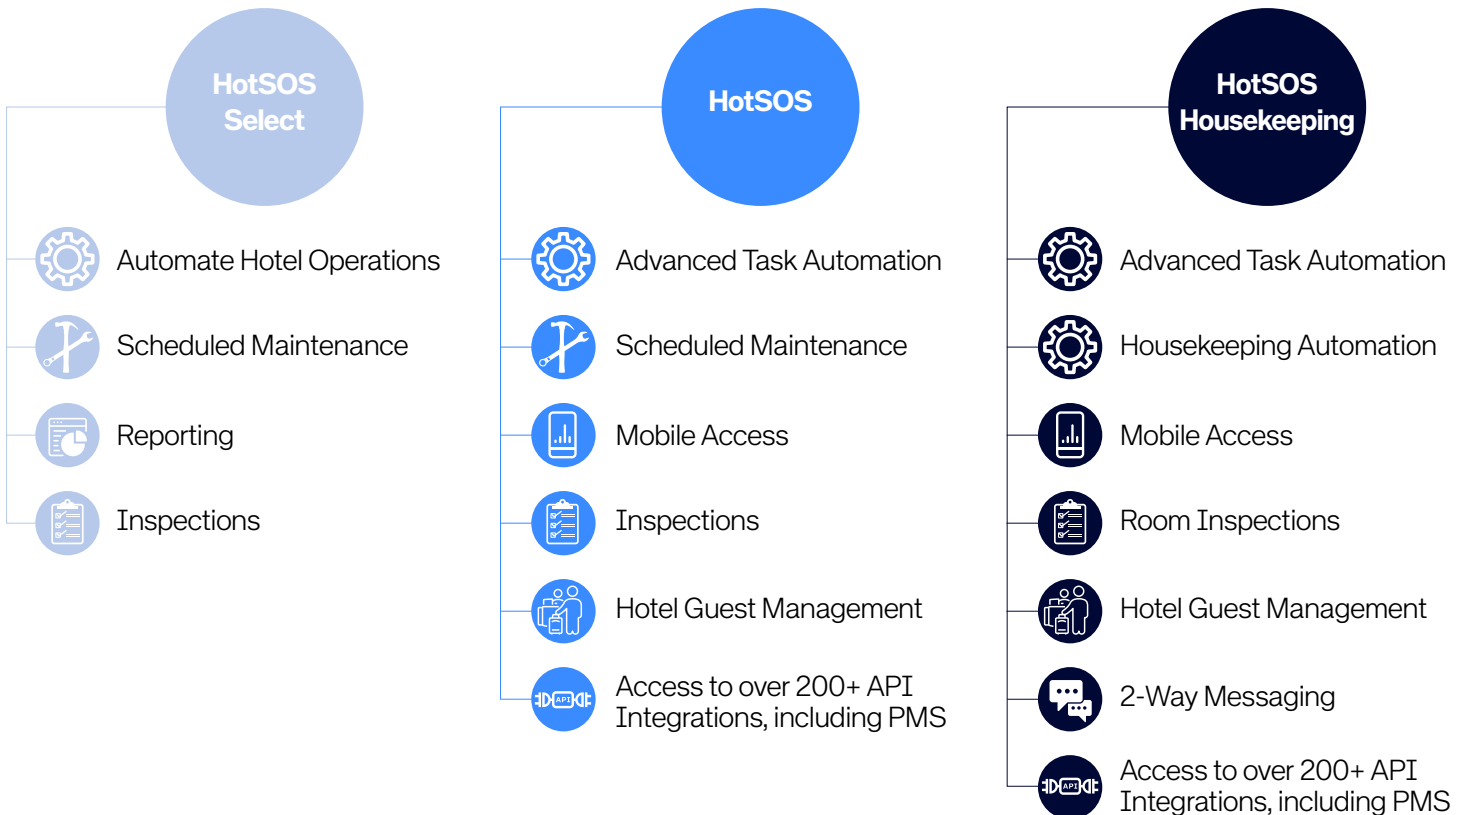 HotSOS
Select
Automate Hotel Operations
Scheduled Maintenance
Reporting
Inspections
HotSOS
Advanced Task Automation
Scheduled Maintenance
Mobile Access
Inspections
Hotel Guest Management
API
Access to over 200+ API
Integrations, including PMS
HotSOS
Housekeeping
Advanced Task Automation
Housekeeping Automation
Mobile Access
Room Inspections
Hotel Guest Management
2-Way Messaging
API
Access to over 200+ API
Integrations, including PMS